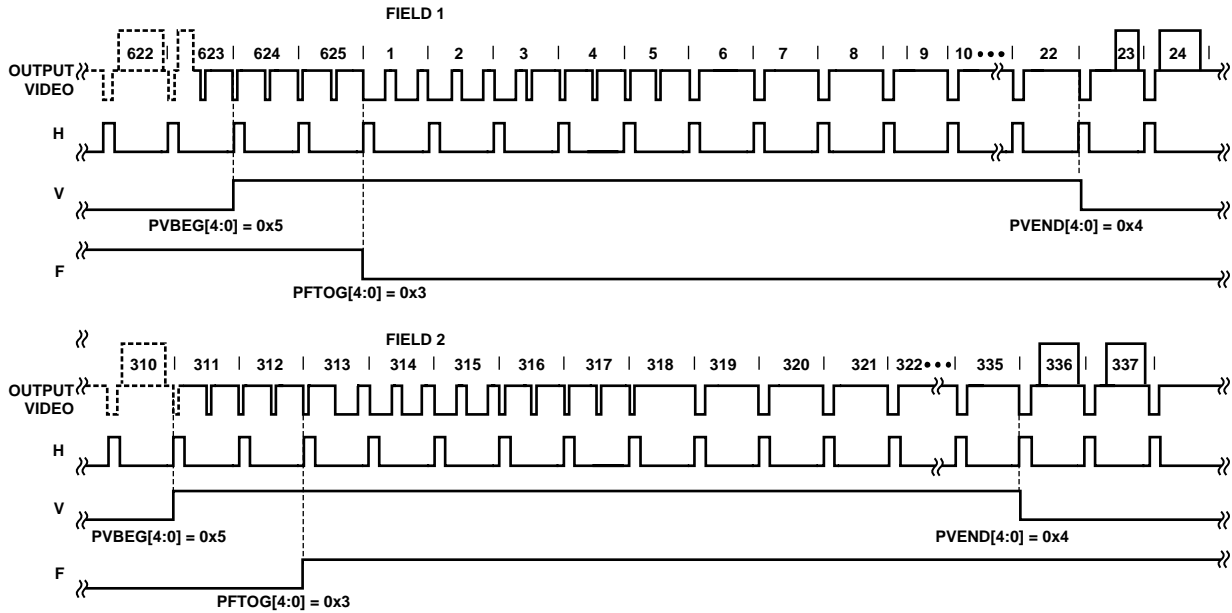 FIELD 1
622 623 624 625 1 2 3 4 5 6 7 8 9 10 ••• 22 23 24
OUTPUT
VIDEO
H
V
PVBEG[4:0] = 0x5 PVEND[4:0] = 0x4
F
PFTOG[4:0] = 0x3
FIELD 2
310 311 312 313 314 315 316 317 318 319 320 321 322 ••• 335 336 337
OUTPUT
VIDEO
H
V
PVBEG[4:0] = 0x5 PVEND[4:0] = 0x4
F
PFTOG[4:0] = 0x3